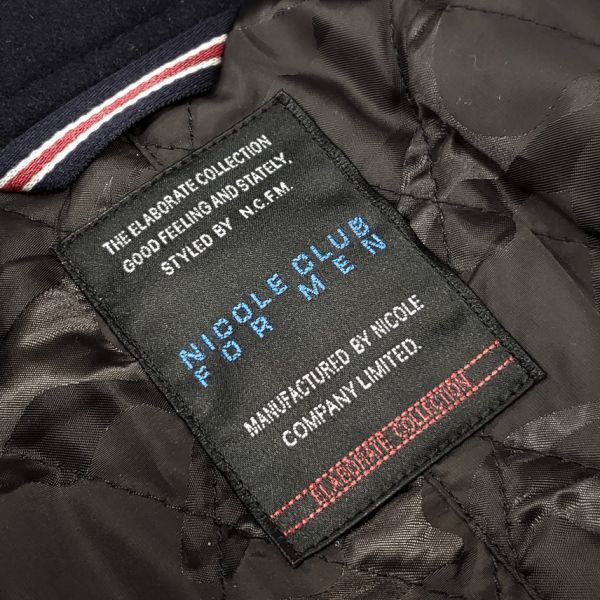 THE ELABORATE COLLECTION
GOOD FEELING AND STATELY.
STYLED BY N.C.F.M.
NICOLE CLUB
FOR MEN
MANUFACTURED BY NICOLE
COMPANY LIMITED.
ELABORATE COLLECTION